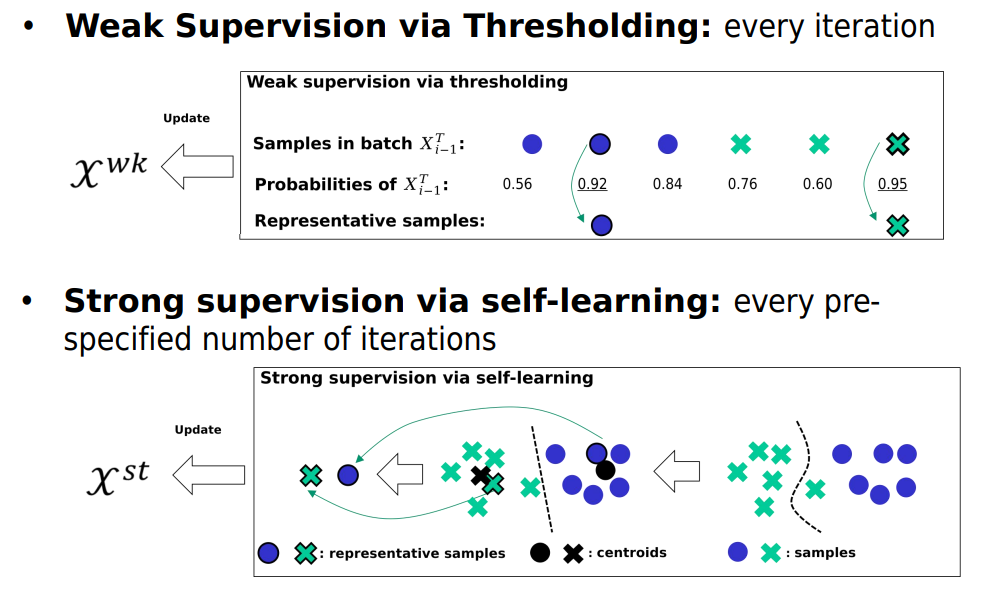 • Weak Supervision via Thresholding: every iteration
Weak supervision via thresholding
Update
𝒳^{wk}
Samples in batch X_{i-1}^{T}:
Probabilities of X_{i-1}^{T}: 0.56 0.92 0.84 0.76 0.60 0.95
Representative samples:
• Strong supervision via self-learning: every pre-
specified number of iterations
Strong supervision via self-learning
Update
𝒳^{st}
: representative samples : centroids : samples